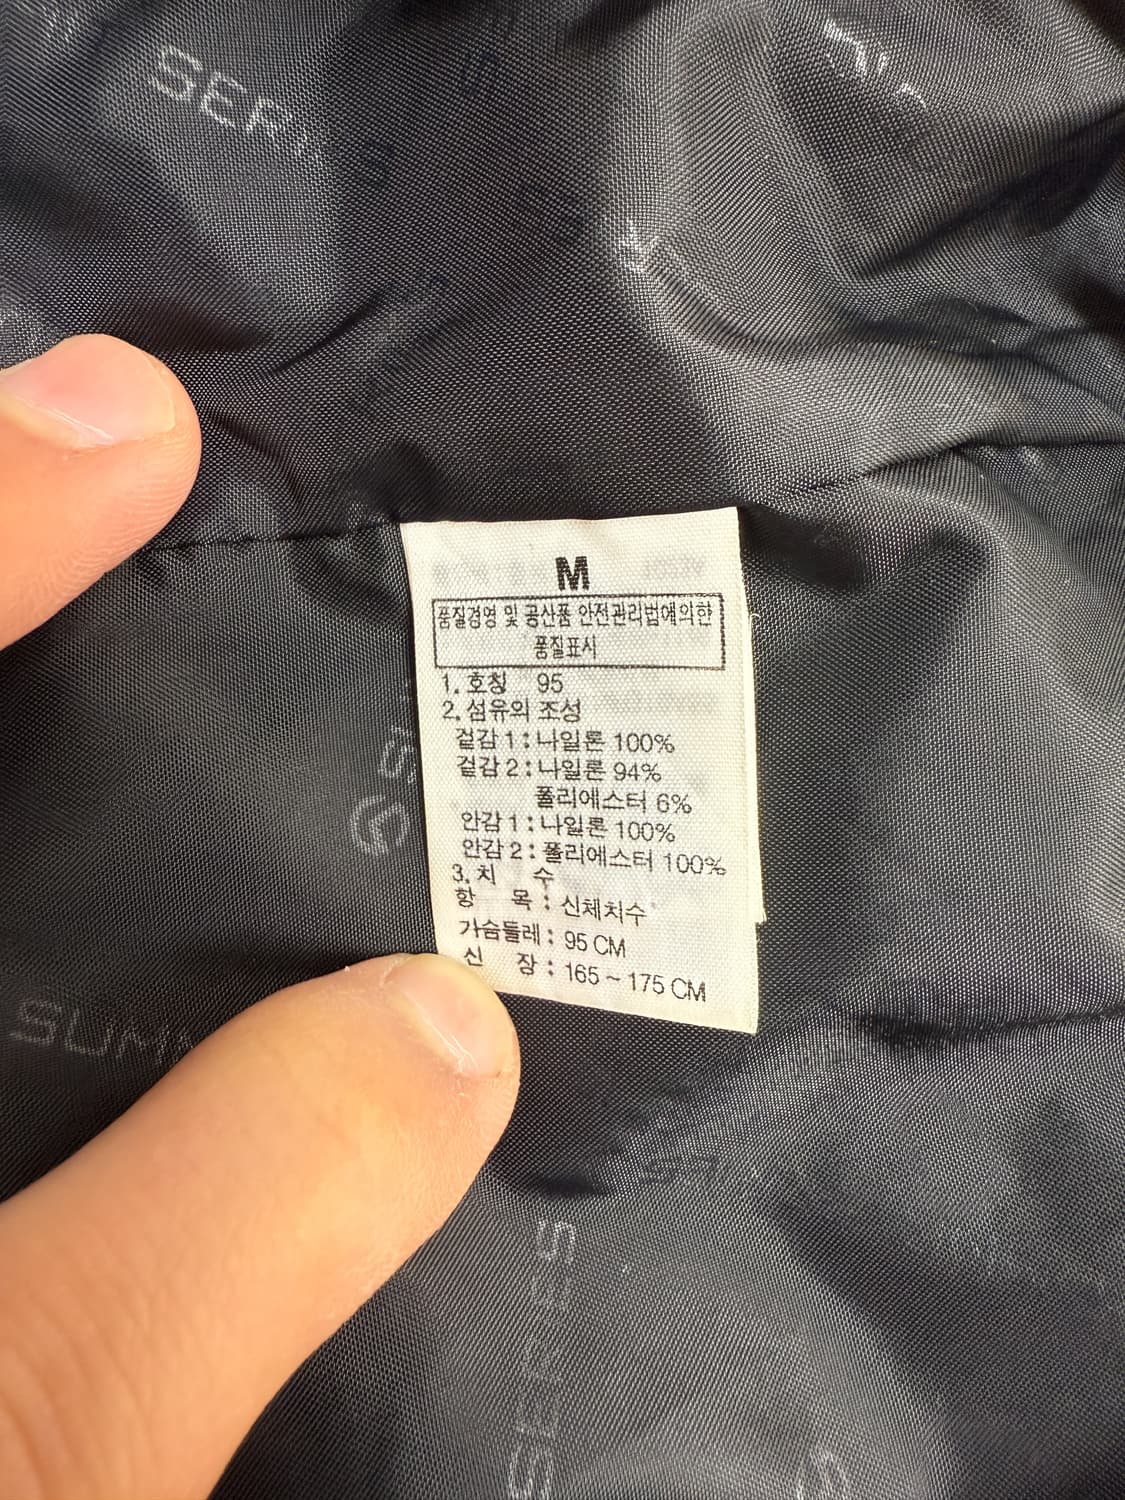 SERI
M
품질경영 및 공산품 안전관리법에의한
품질표시
1. 호칭 95
2. 섬유의 조성
겉감 1 : 나일론 100%
겉감 2 : 나일론 94%
폴리에스터 6%
안감 1 : 나일론 100%
안감 2 : 폴리에스터 100%
3. 치 수
항 목 : 신체치수
가슴둘레 : 95 CM
신 장 : 165 ~ 175 CM
SUMM
SERIES